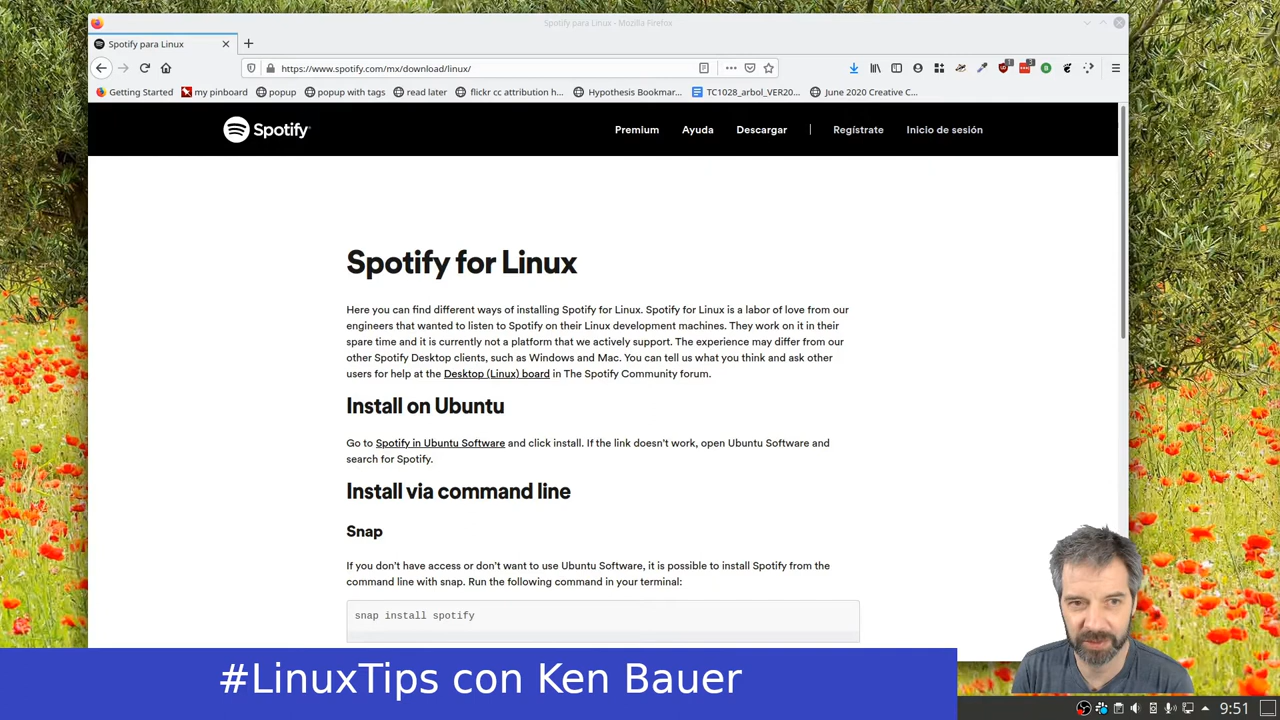 Spotify para Linux - Mozilla Firefox
Spotify para Linux
https://www.spotify.com/mx/download/linux/
Getting Started my pinboard popup popup with tags read later flickr cc attribution h... Hypothesis Bookmar... TC1028_arbol_VER20... June 2020 Creative C...
Spotify Premium Ayuda Descargar | Regístrate Inicio de sesión
Spotify for Linux
Here you can find different ways of installing Spotify for Linux. Spotify for Linux is a labor of love from our
engineers that wanted to listen to Spotify on their Linux development machines. They work on it in their
spare time and it is currently not a platform that we actively support. The experience may differ from our
other Spotify Desktop clients, such as Windows and Mac. You can tell us what you think and ask other
users for help at the Desktop (Linux) board in The Spotify Community forum.
Install on Ubuntu
Go to Spotify in Ubuntu Software and click install. If the link doesn't work, open Ubuntu Software and
search for Spotify.
Install via command line
Snap
If you don't have access or don't want to use Ubuntu Software, it is possible to install Spotify from the
command line with snap. Run the following command in your terminal:
snap install spotify
#LinuxTips con Ken Bauer
9:51